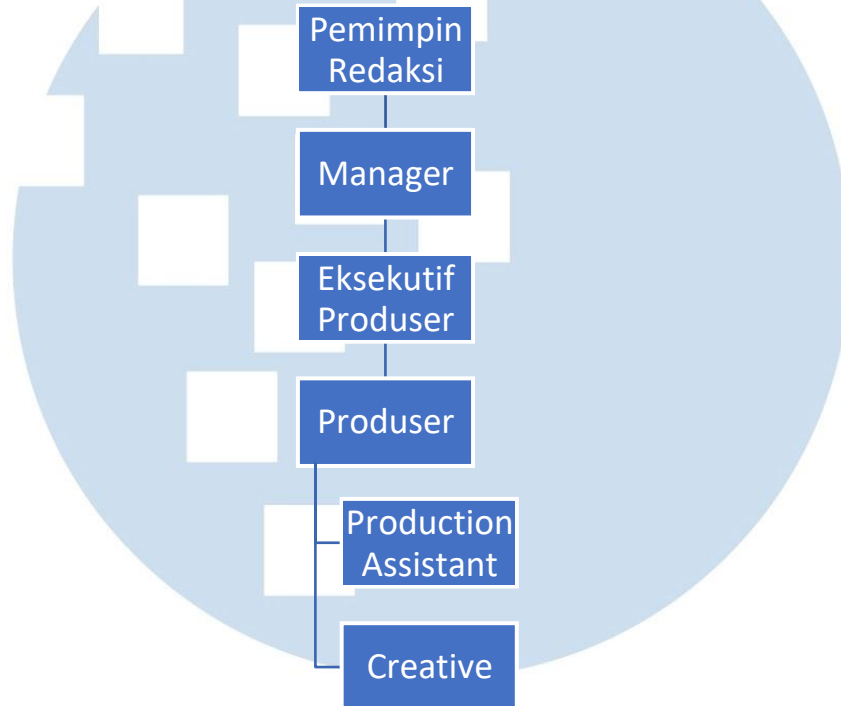 Pemimpin
Redaksi
Manager
Eksekutif
Produser
Produser
Production
Assistant
Creative